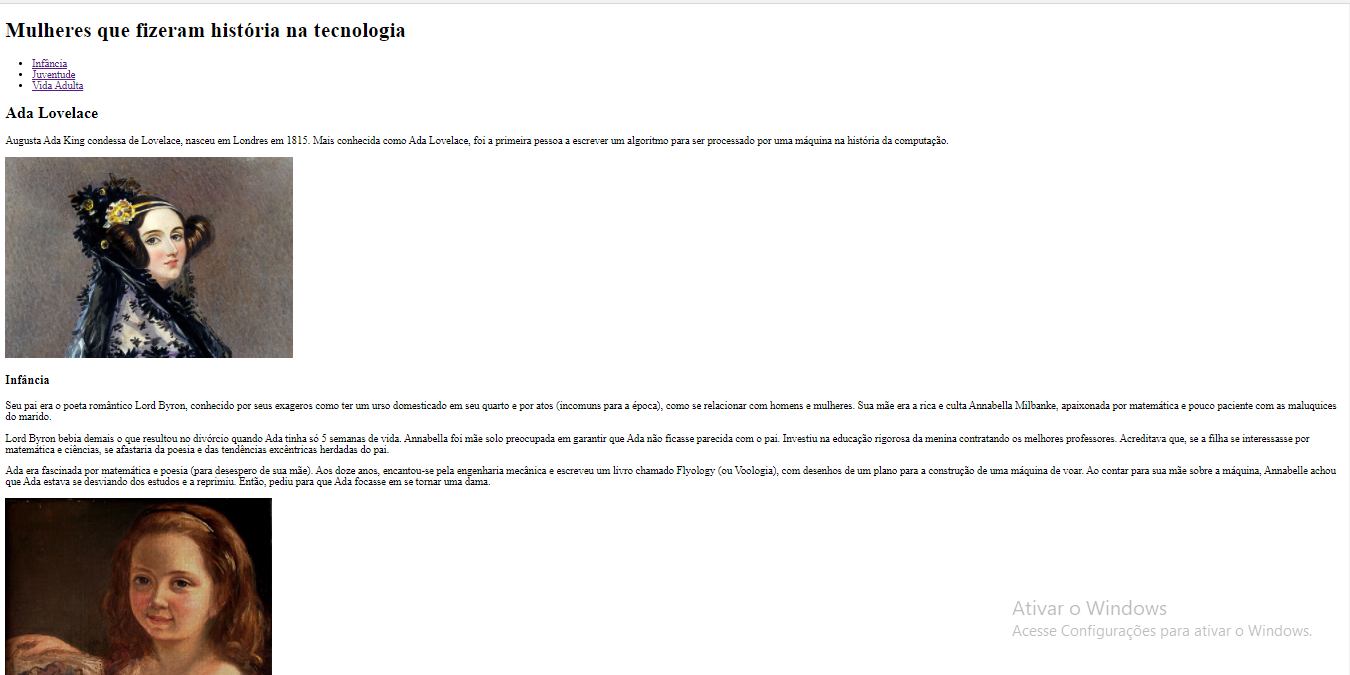 Mulheres que fizeram história na tecnologia
Infância
Juventude
Vida Adulta
Ada Lovelace
Augusta Ada King condessa de Lovelace, nasceu em Londres em 1815. Mais conhecida como Ada Lovelace, foi a primeira pessoa a escrever um algoritmo para ser processado por uma máquina na história da computação.
Infância
Seu pai era o poeta romântico Lord Byron, conhecido por seus exageros como ter um urso domesticado em seu quarto e por atos (incomuns para a época), como se relacionar com homens e mulheres. Sua mãe era a rica e culta Annabella Milbanke, apaixonada por matemática e pouco paciente com as maluquices
do marido.
Lord Byron bebia demais o que resultou no divórcio quando Ada tinha só 5 semanas de vida. Annabella foi mãe solo preocupada em garantir que Ada não ficasse parecida com o pai. Investiu na educação rigorosa da menina contratando os melhores professores. Acreditava que, se a filha se interessasse por
matemática e ciências, se afastaria da poesia e das tendências excêntricas herdadas do pai.
Ada era fascinada por matemática e poesia (para desespero de sua mãe). Aos doze anos, encantou-se pela engenharia mecânica e escreveu um livro chamado Flyology (ou Voologia), com desenhos de um plano para a construção de uma máquina de voar. Ao contar para sua mãe sobre a máquina, Annabelle achou
que Ada estava se desviando dos estudos e a reprimiu. Então, pediu para que Ada focasse em se tornar uma dama.
Ativar o Windows
Acesse Configurações para ativar o Windows.